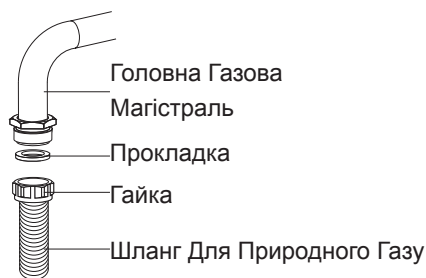 Головна Газова
Магістраль
Прокладка
Гайка
Шланг Для Природного Газу